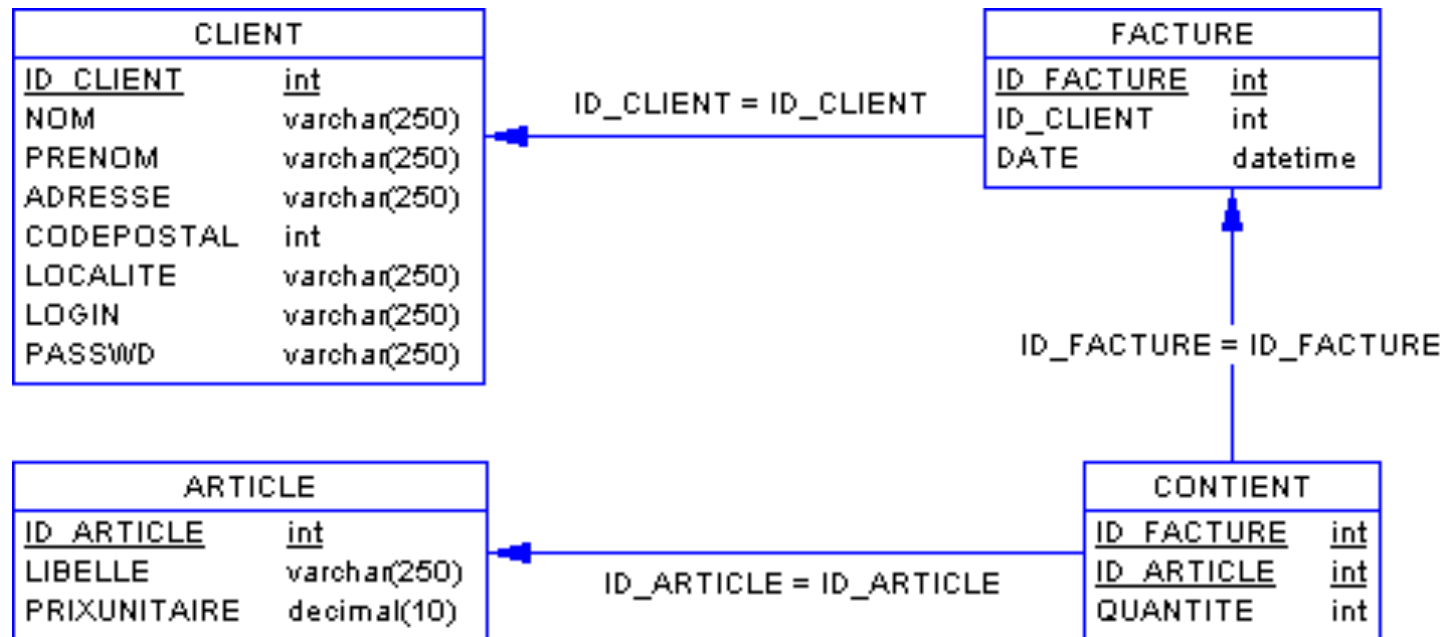 CLIENT
ID_CLIENT int
NOM varchar(250)
PRENOM varchar(250)
ADRESSE varchar(250)
CODEPOSTAL int
LOCALITE varchar(250)
LOGIN varchar(250)
PASSWD varchar(250)
ID_CLIENT = ID_CLIENT
FACTURE
ID_FACTURE int
ID_CLIENT int
DATE datetime
ID_FACTURE = ID_FACTURE
ARTICLE
ID_ARTICLE int
LIBELLE varchar(250)
PRIXUNITAIRE decimal(10)
ID_ARTICLE = ID_ARTICLE
CONTIENT
ID_FACTURE int
ID_ARTICLE int
QUANTITE int